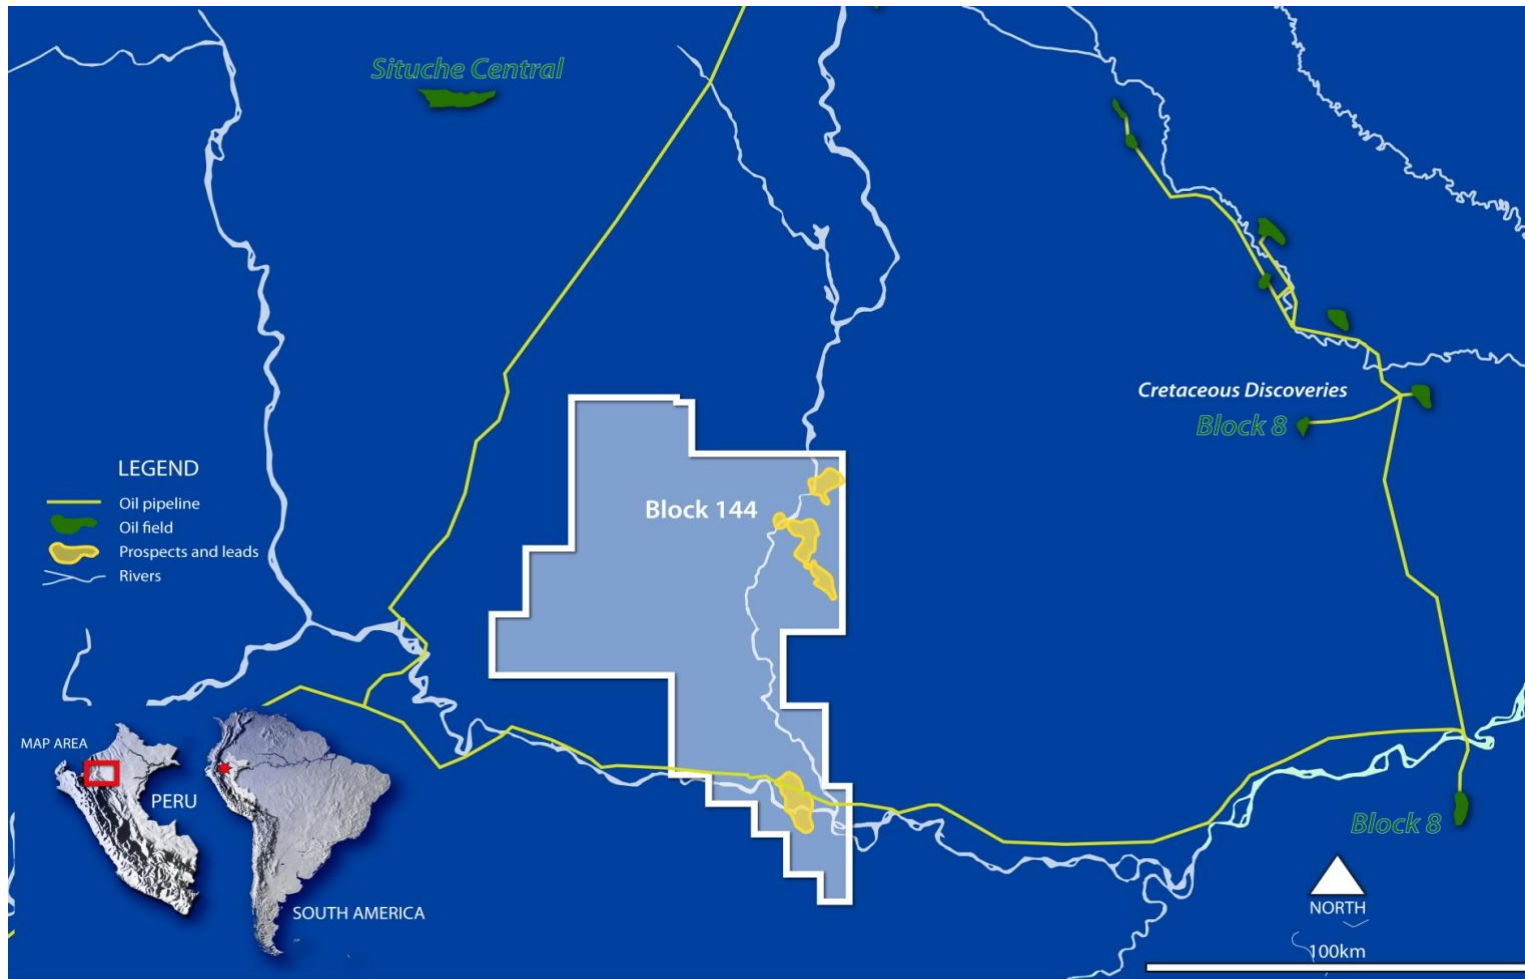 Situche Central
Cretaceous Discoveries
Block 8
LEGEND
Oil pipeline
Oil field
Prospects and leads
Rivers
Block 144
MAP AREA
PERU
SOUTH AMERICA
Block 8
NORTH
100km